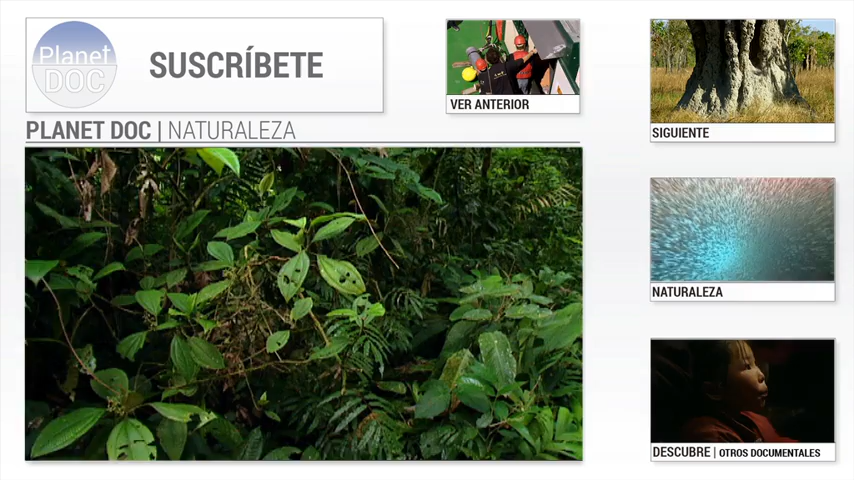 Planet
DOC
SUSCRÍBETE
VER ANTERIOR
PLANET DOC | NATURALEZA
SIGUIENTE
NATURALEZA
DESCUBRE | OTROS DOCUMENTALES